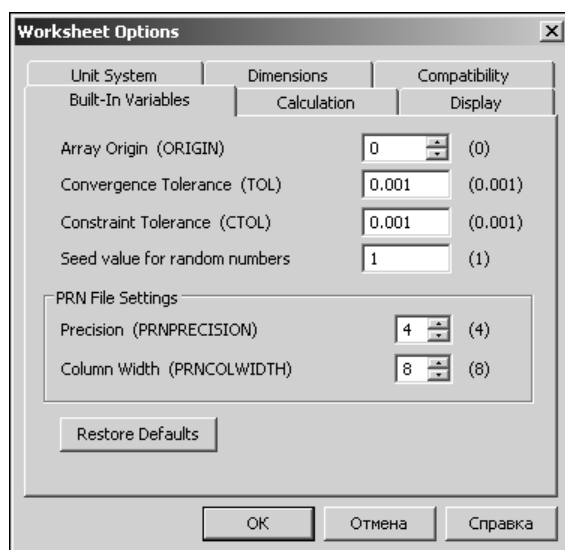 Worksheet Options
Unit System Dimensions Compatibility
Built-In Variables Calculation Display
Array Origin (ORIGIN) 0 (0)
Convergence Tolerance (TOL) 0.001 (0.001)
Constraint Tolerance (CTOL) 0.001 (0.001)
Seed value for random numbers 1 (1)
PRN File Settings
Precision (PRNPRECISION) 4 (4)
Column Width (PRNCOLWIDTH) 8 (8)
Restore Defaults
OK Отмена Справка